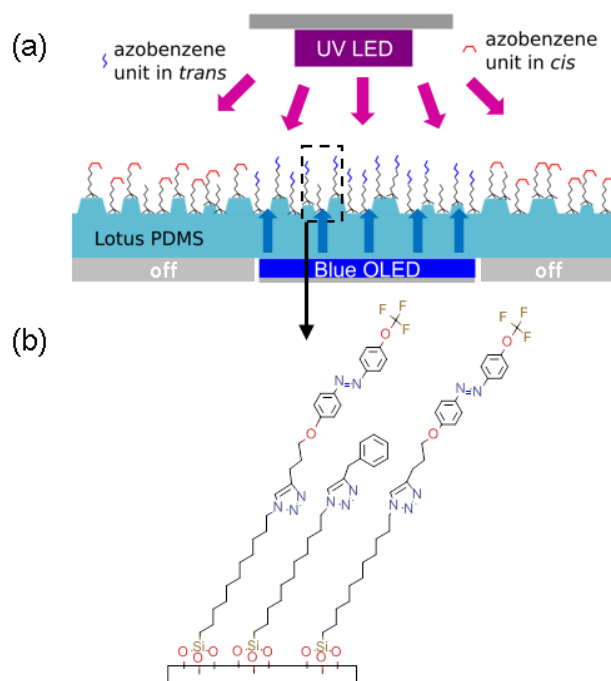 (a)
azobenzene
unit in trans
UV LED
azobenzene
unit in cis
Lotus PDMS
off
Blue OLED
off
(b)
F
F
F
O
N
N
O
N
N
N
F
F
F
O
N
N
O
N
N
N
N
N
N
Si
O
O
O
Si
O
O
O
Si
O
O
O